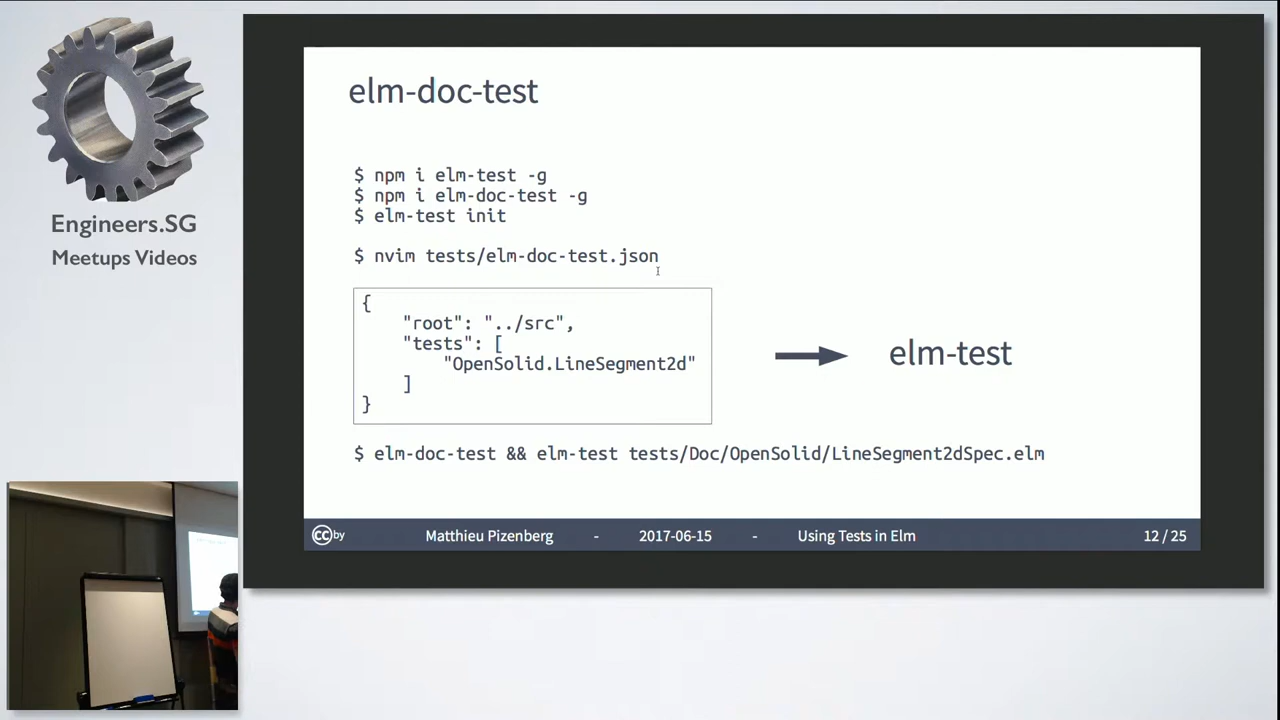 Engineers.SG
Meetups Videos
elm-doc-test
$ npm i elm-test -g
$ npm i elm-doc-test -g
$ elm-test init
$ nvim tests/elm-doc-test.json
{
"root": "../src",
"tests": [
"OpenSolid.LineSegment2d"
]
}
elm-test
$ elm-doc-test && elm-test tests/Doc/OpenSolid/LineSegment2dSpec.elm
cc by Matthieu Pizenberg - 2017-06-15 - Using Tests in Elm 12 / 25